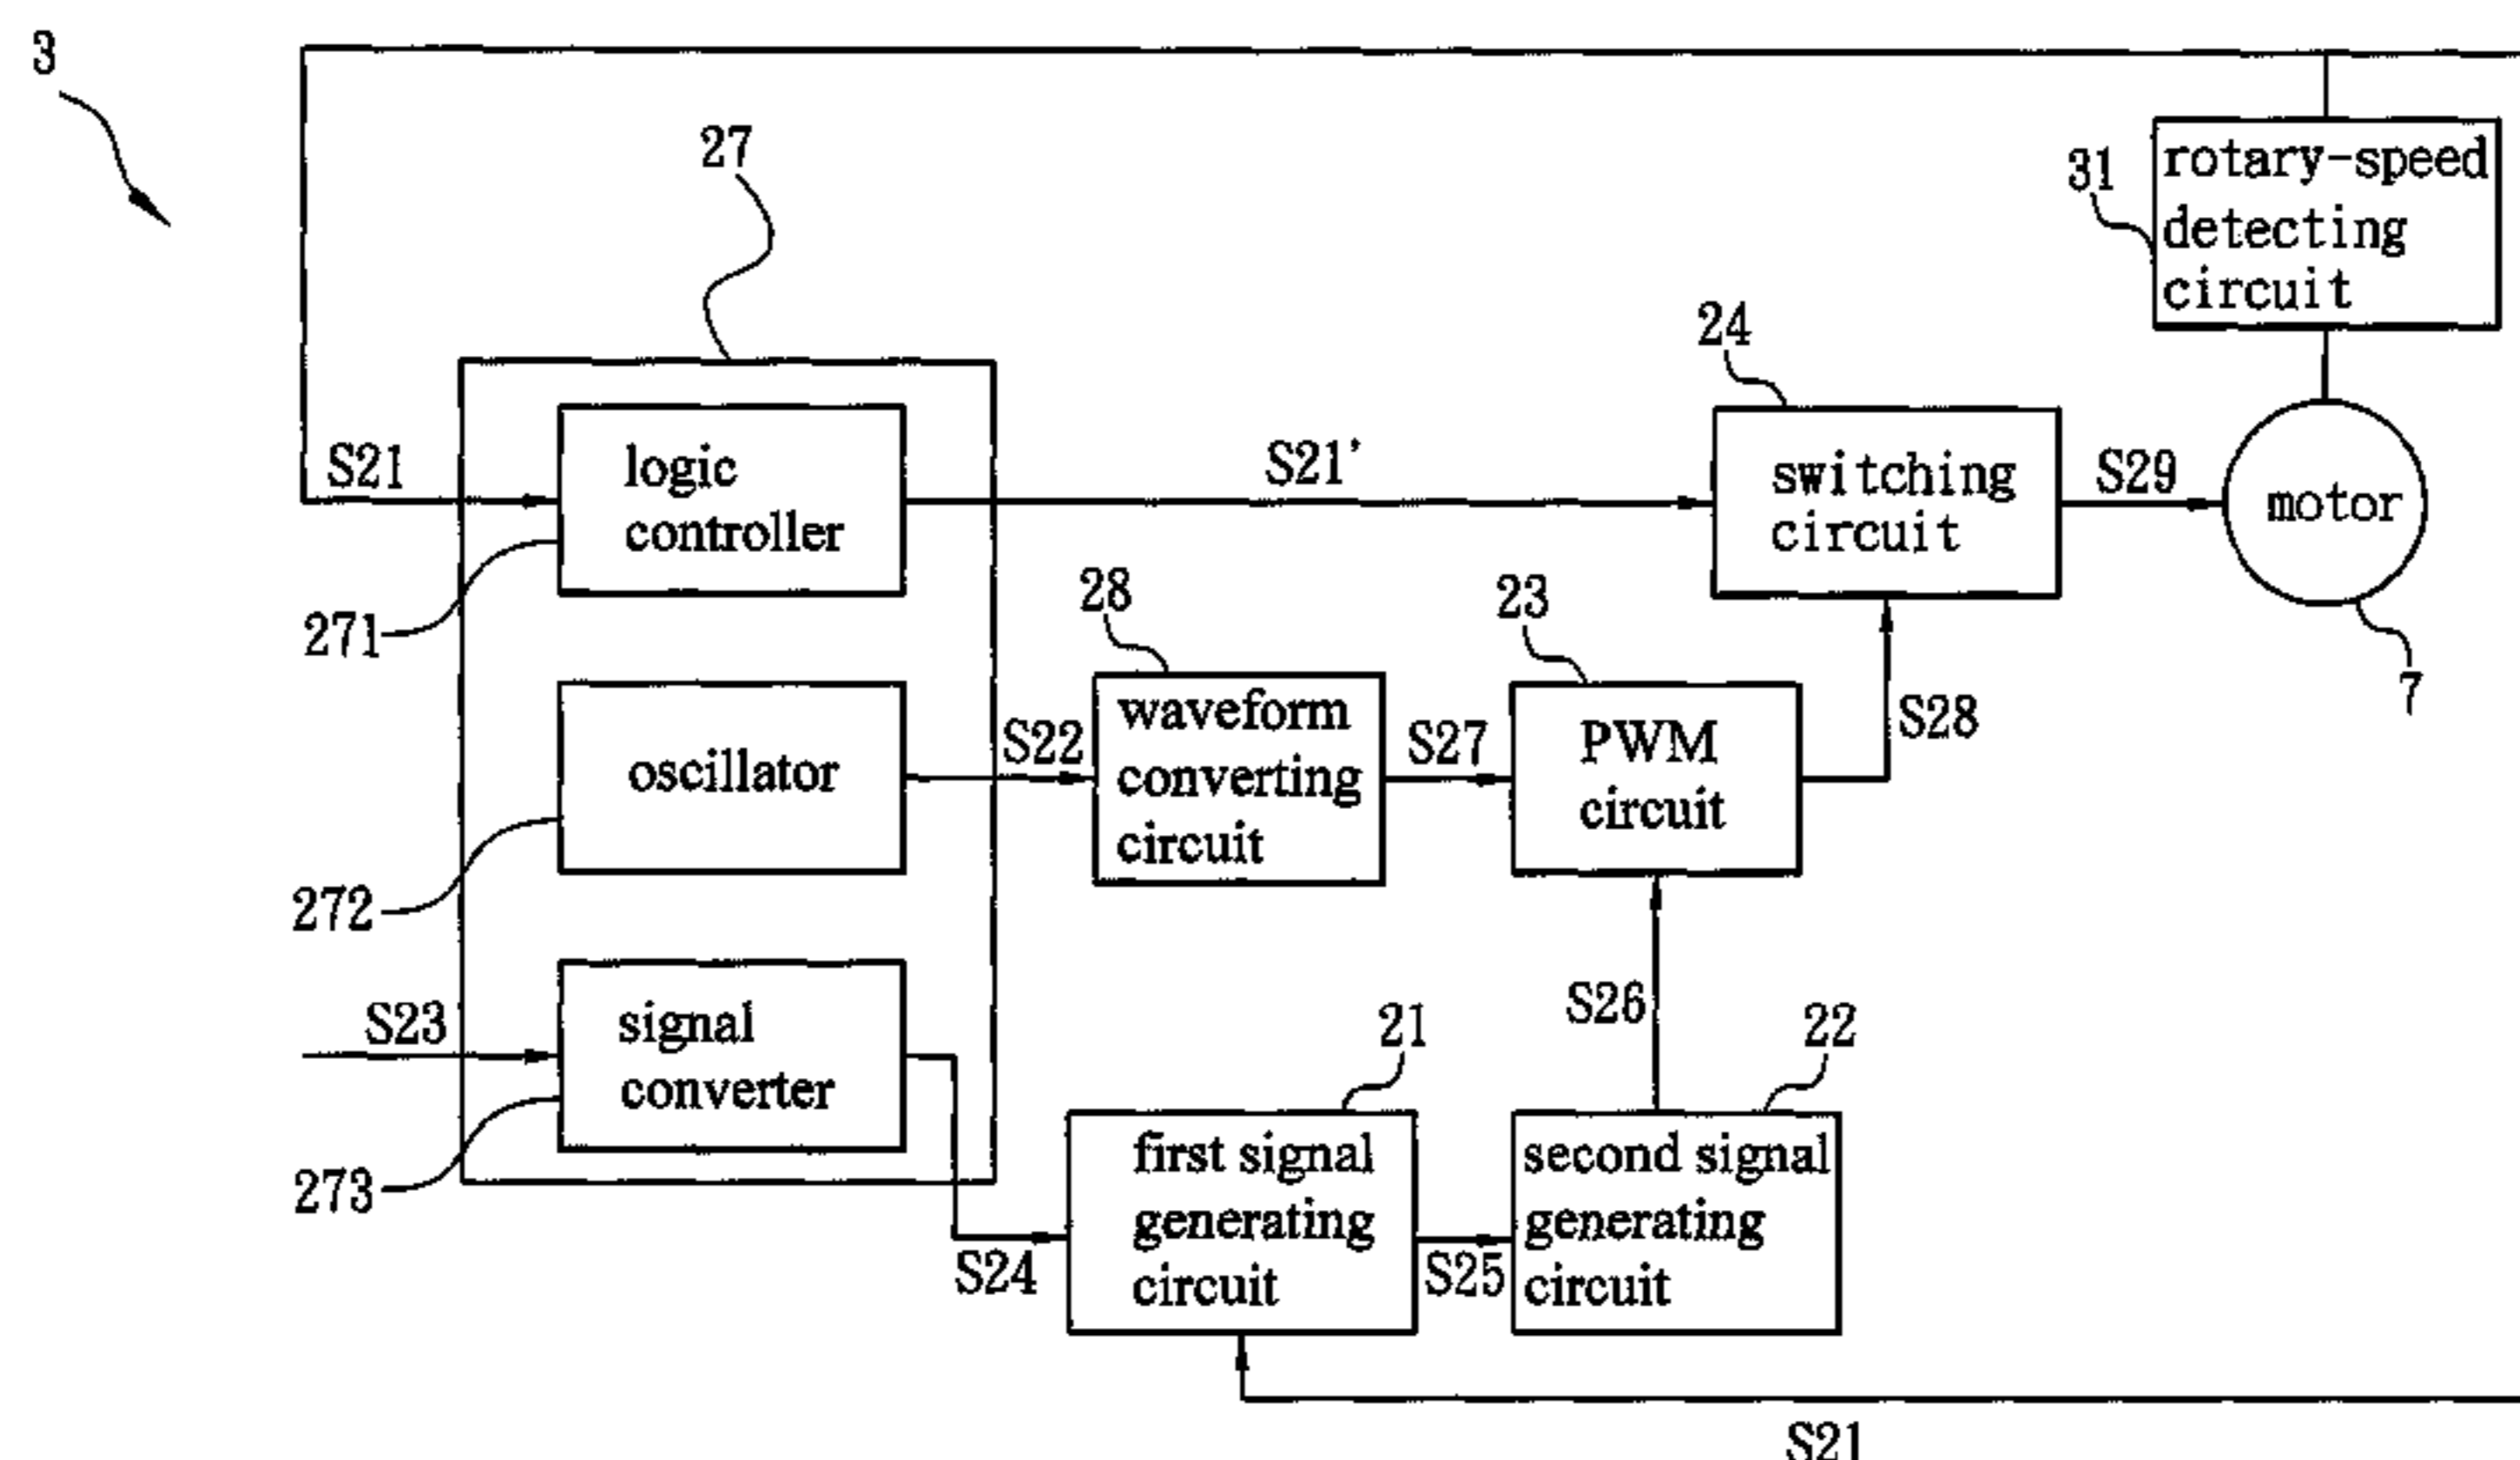 3
27
31
rotary-speed
detecting
circuit
24
S21
logic
controller
S21'
switching
circuit
S29
motor
271
28
23
7
oscillator
S22
waveform
converting
circuit
S27
PWM
circuit
S28
272
S23
signal
converter
S26
273
21
22
S24
first signal
generating
circuit
S25
second signal
generating
circuit
S21